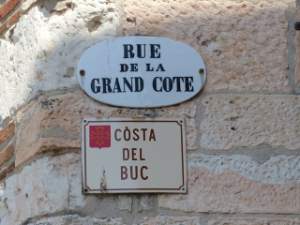 RUE
DE LA
GRAND COTE
CÒSTA
DEL
BUC